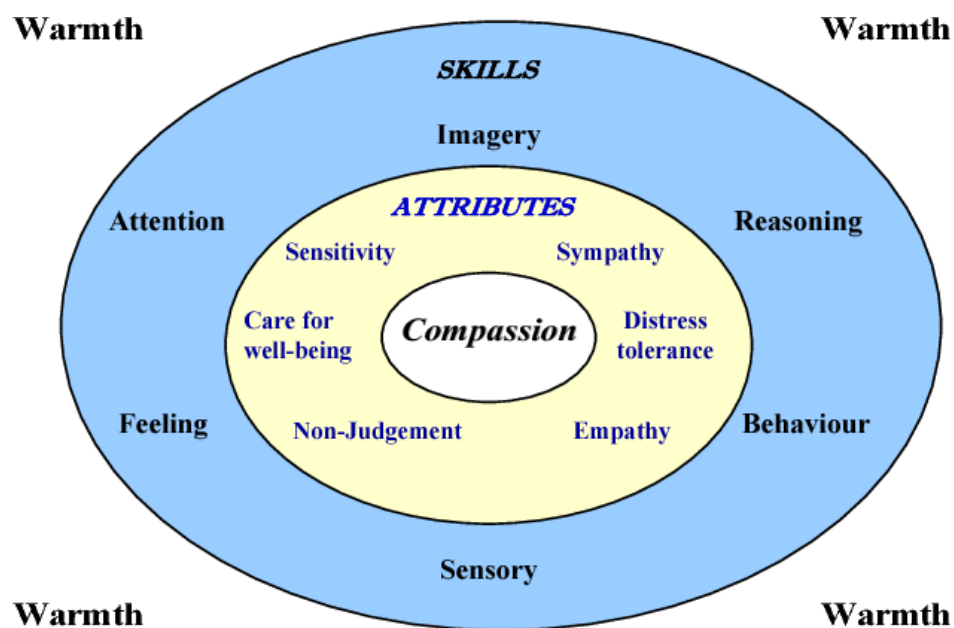 Warmth Warmth
SKILLS
Imagery
ATTRIBUTES
Attention Reasoning
Sensitivity Sympathy
Care for
well-being
Compassion
Distress
tolerance
Feeling Behaviour
Non-Judgement Empathy
Sensory
Warmth Warmth